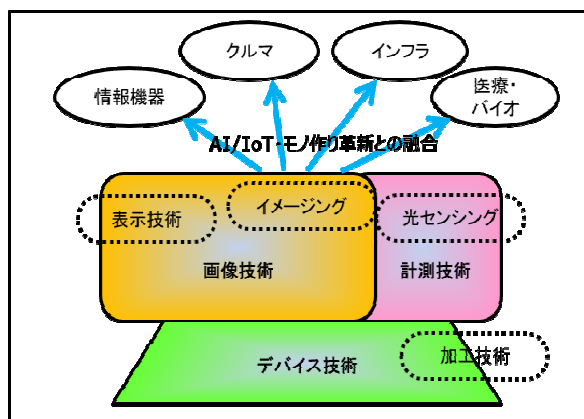 クルマ
インフラ
情報機器
医療・
バイオ
AI/IoT・モノ作り革新との融合
表示技術
イメージング
光センシング
画像技術
計測技術
デバイス技術
加工技術